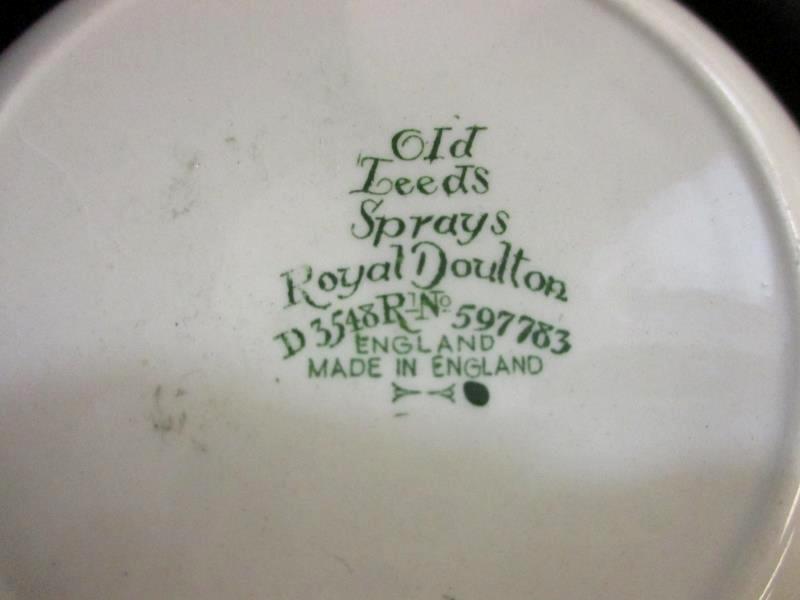 Old
Leeds
Sprays
Royal Doulton
D3548 Rᵈ Nº 597783
ENGLAND
MADE IN ENGLAND